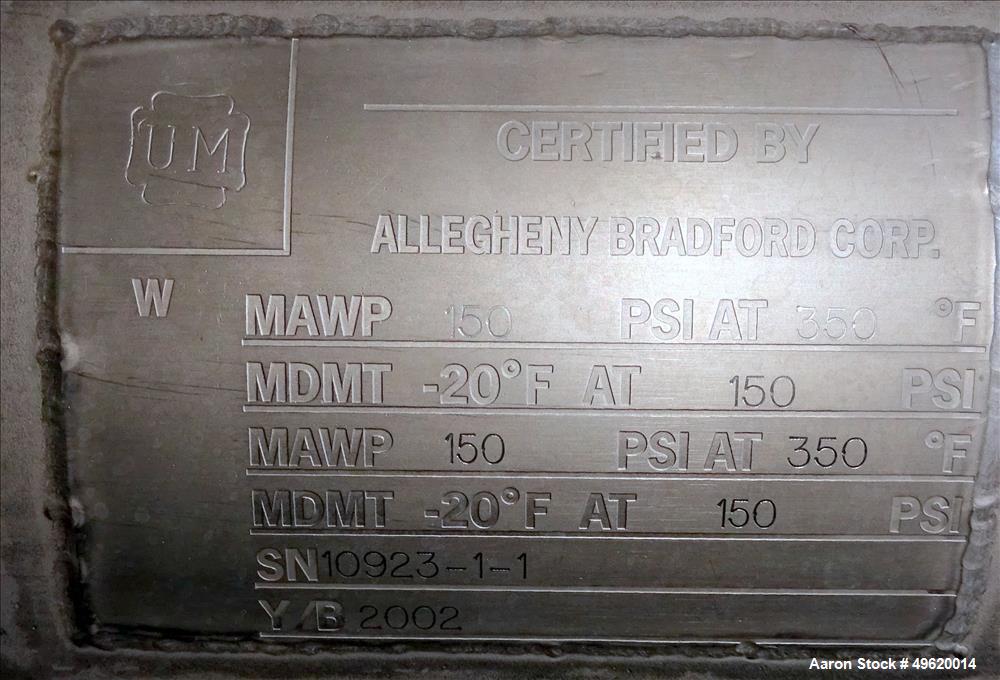 UM
CERTIFIED BY
ALLEGHENY BRADFORD CORP.
W
MAWP 150 PSI AT 350 °F
MDMT -20°F AT 150 PSI
MAWP 150 PSI AT 350 °F
MDMT -20°F AT 150 PSI
SN10923-1-1
Y/B 2002
Aaron Stock # 49620014